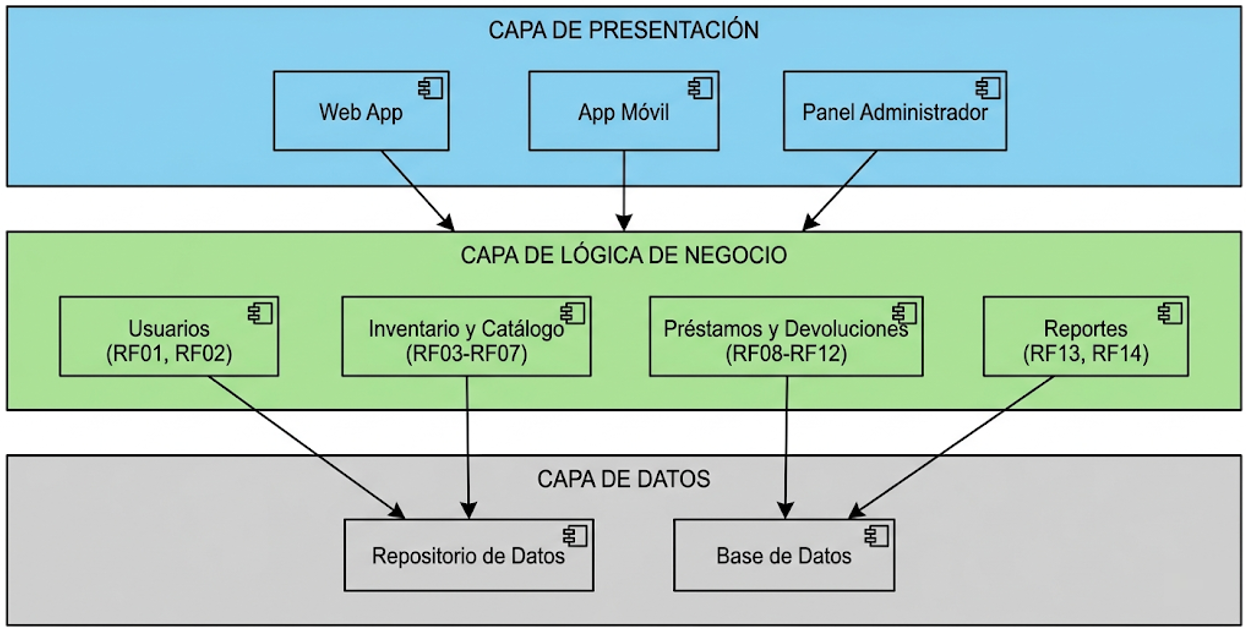 CAPA DE PRESENTACIÓN
Web App
App Móvil
Panel Administrador
CAPA DE LÓGICA DE NEGOCIO
Usuarios
(RF01, RF02)
Inventario y Catálogo
(RF03-RF07)
Préstamos y Devoluciones
(RF08-RF12)
Reportes
(RF13, RF14)
CAPA DE DATOS
Repositorio de Datos
Base de Datos